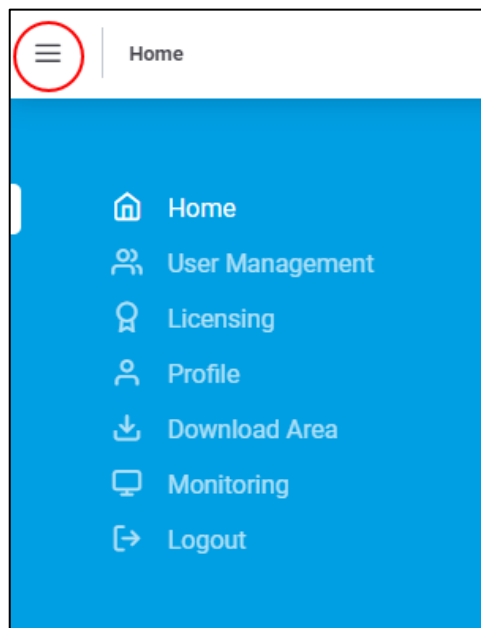 Home
Home
User Management
Licensing
Profile
Download Area
Monitoring
Logout